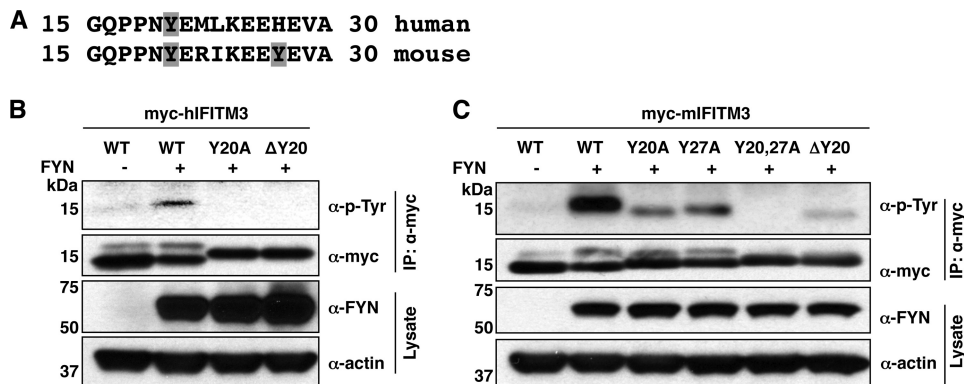 A
15 GQPPNYEMLKEEHEVA 30 human
15 GQPPNYERIKEEYEVA 30 mouse
B
myc-hIFITM3
WT WT Y20A ΔY20
FYN - + + +
kDa
15 α-p-Tyr
15 α-myc
IP: α-myc
75
α-FYN
50
α-actin
37
Lysate
C
myc-mIFITM3
WT WT Y20A Y27A Y20,27A ΔY20
FYN - + + + + +
kDa
15 α-p-Tyr
15 α-myc
IP: α-myc
75
α-FYN
50
α-actin
37
Lysate